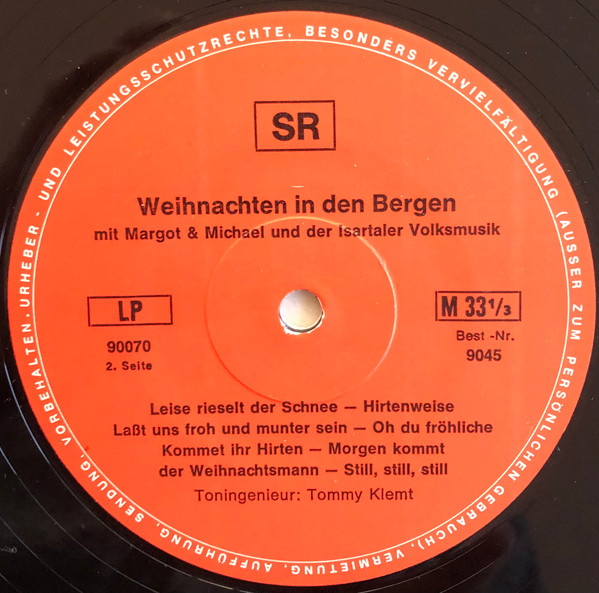 SR
Weihnachten in den Bergen
mit Margot & Michael und der Isartaler Volksmusik
LP
M 33 1/3
90070
2. Seite
Best -Nr.
9045
Leise rieselt der Schnee – Hirtenweise
Laßt uns froh und munter sein – Oh du fröhliche
Kommet ihr Hirten – Morgen kommt
der Weihnachtsmann – Still, still, still
Toningenieur: Tommy Klemt
URHEBER - UND LEISTUNGSSCHUTZRECHTE, BESONDERS VERVIELFÄLTIGUNG (AUSSER ZUM PERSÖNLICHEN GEBRAUCH), VERMIETUNG, AUFFÜHRUNG, SENDUNG, VORBEHALTEN.